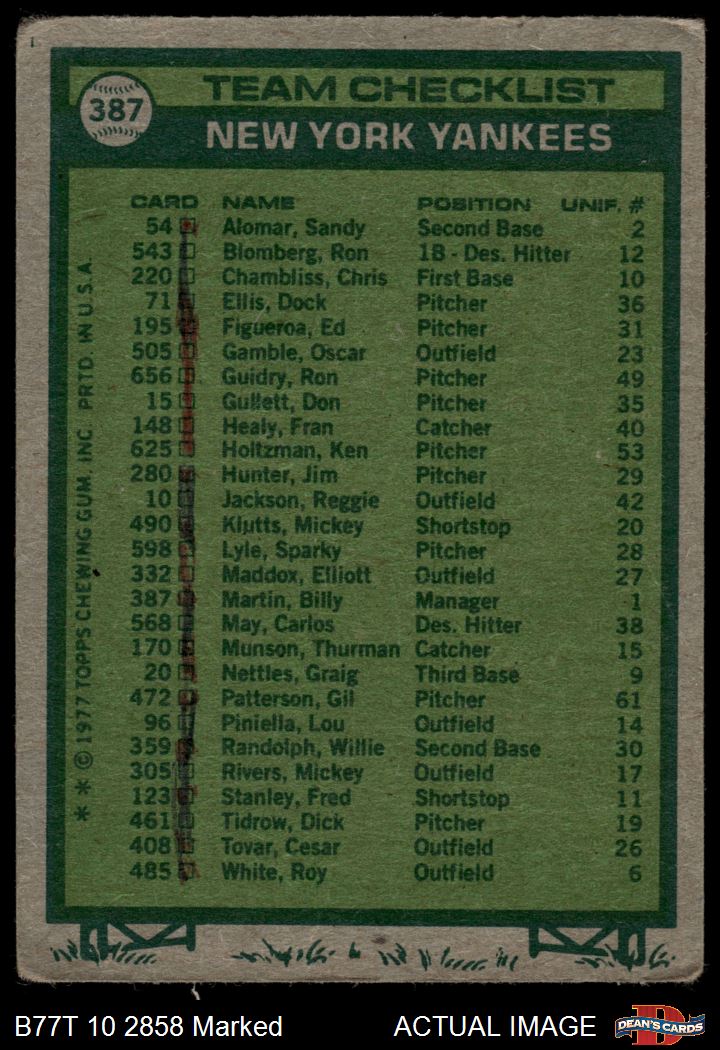 387
TEAM CHECKLIST
NEW YORK YANKEES
CARD NAME POSITION UNIF. #
54 Alomar, Sandy Second Base 2
543 Blomberg, Ron 1B - Des. Hitter 12
220 Chambliss, Chris First Base 10
71 Ellis, Dock Pitcher 36
195 Figueroa, Ed Pitcher 31
505 Gamble, Oscar Outfield 23
656 Guidry, Ron Pitcher 49
15 Gullett, Don Pitcher 35
148 Healy, Fran Catcher 40
625 Holtzman, Ken Pitcher 53
280 Hunter, Jim Pitcher 29
10 Jackson, Reggie Outfield 42
490 Klutts, Mickey Shortstop 20
598 Lyle, Sparky Pitcher 28
332 Maddox, Elliott Outfield 27
387 Martin, Billy Manager 1
568 May, Carlos Des. Hitter 38
170 Munson, Thurman Catcher 15
20 Nettles, Graig Third Base 9
472 Patterson, Gil Pitcher 61
96 Piniella, Lou Outfield 14
359 Randolph, Willie Second Base 30
305 Rivers, Mickey Outfield 17
123 Stanley, Fred Shortstop 11
461 Tidrow, Dick Pitcher 19
408 Tovar, Cesar Outfield 26
485 White, Roy Outfield 6
* * © 1977 TOPPS CHEWING GUM, INC. PRTD. IN U.S.A.
B77T 10 2858 Marked ACTUAL IMAGE
DEAN'S CARDS